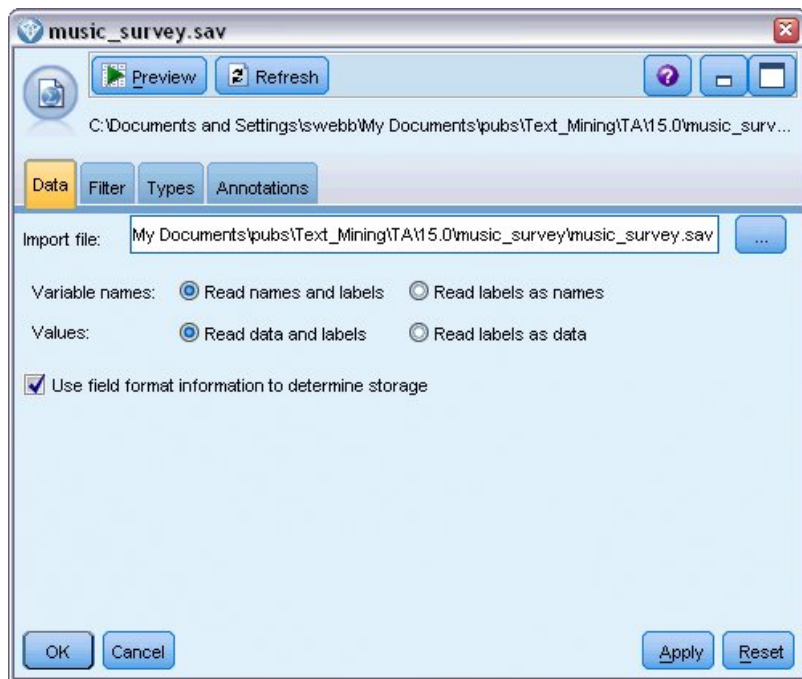 music_survey.sav
Preview Refresh
C:\Documents and Settings\swebb\My Documents\pubs\Text_Mining\TA\15.0\music_surv...
Data Filter Types Annotations
Import file: My Documents\pubs\Text_Mining\TA\15.0\music_survey\music_survey.sav ...
Variable names: Read names and labels Read labels as names
Values: Read data and labels Read labels as data
Use field format information to determine storage
OK Cancel Apply Reset